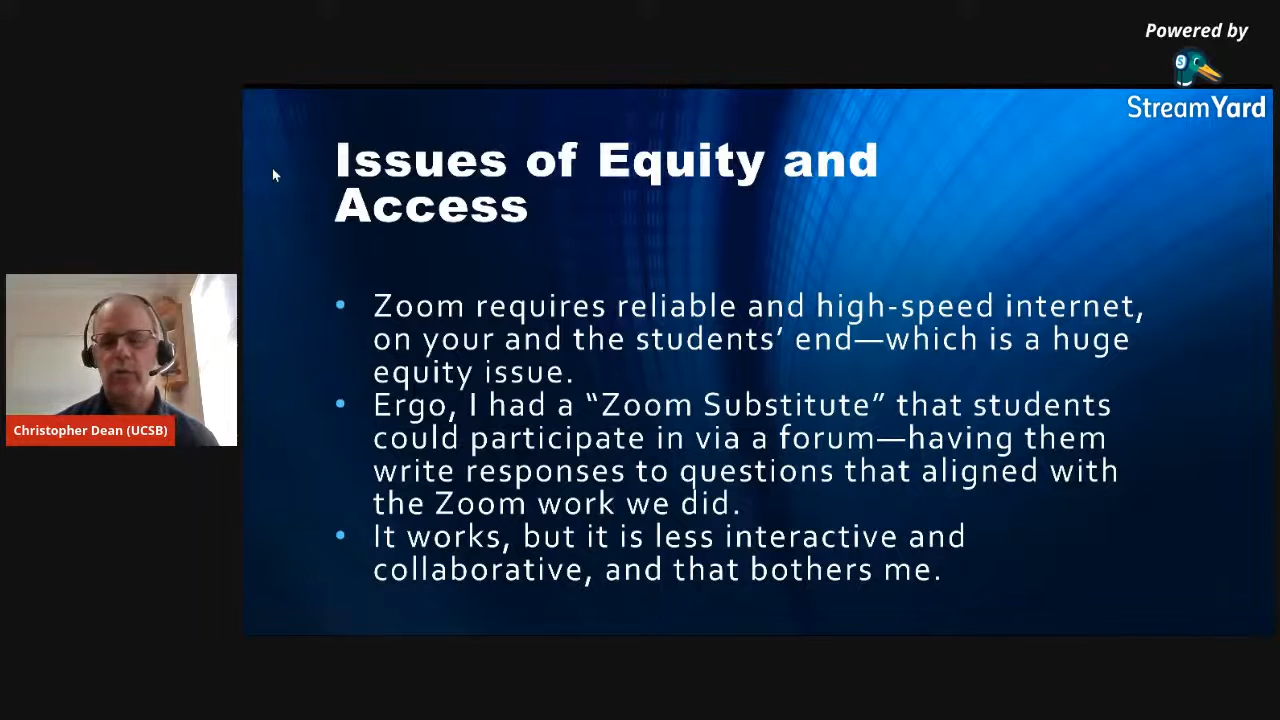 Powered by
StreamYard
Issues of Equity and
Access
• Zoom requires reliable and high-speed internet,
on your and the students’ end—which is a huge
equity issue.
• Ergo, I had a “Zoom Substitute” that students
could participate in via a forum—having them
write responses to questions that aligned with
the Zoom work we did.
• It works, but it is less interactive and
collaborative, and that bothers me.
Christopher Dean (UCSB)